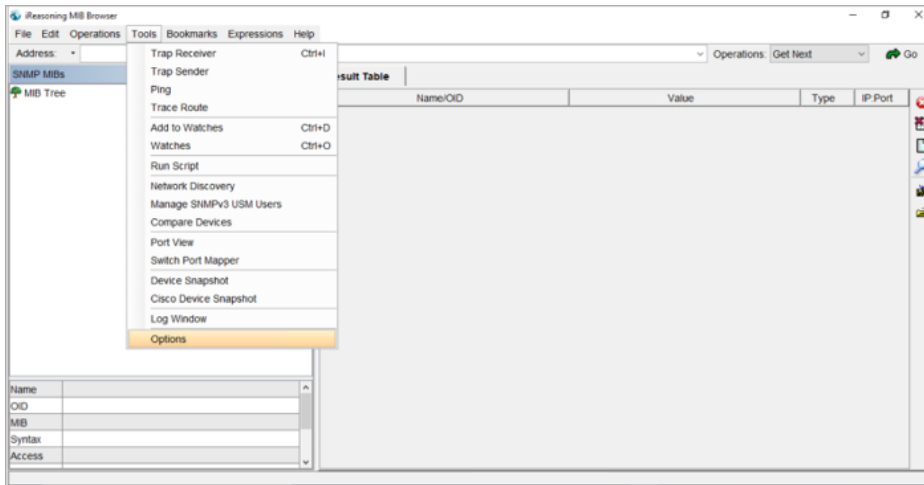 iReasoning MIB Browser
File Edit Operations Tools Bookmarks Expressions Help
Address: Operations: Get Next Go
SNMP MIBs
MIB Tree
Trap Receiver Ctrl+I
Trap Sender
Ping
Trace Route
Add to Watches Ctrl+D
Watches Ctrl+O
Run Script
Network Discovery
Manage SNMPv3 USM Users
Compare Devices
Port View
Switch Port Mapper
Device Snapshot
Cisco Device Snapshot
Log Window
Options
esult Table
Name/OID Value Type IP:Port
Name
OID
MIB
Syntax
Access